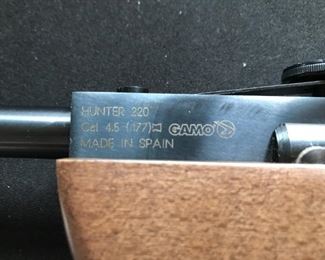 HUNTER 220
Cal. 4.5 (.177) GAMO
MADE IN SPAIN